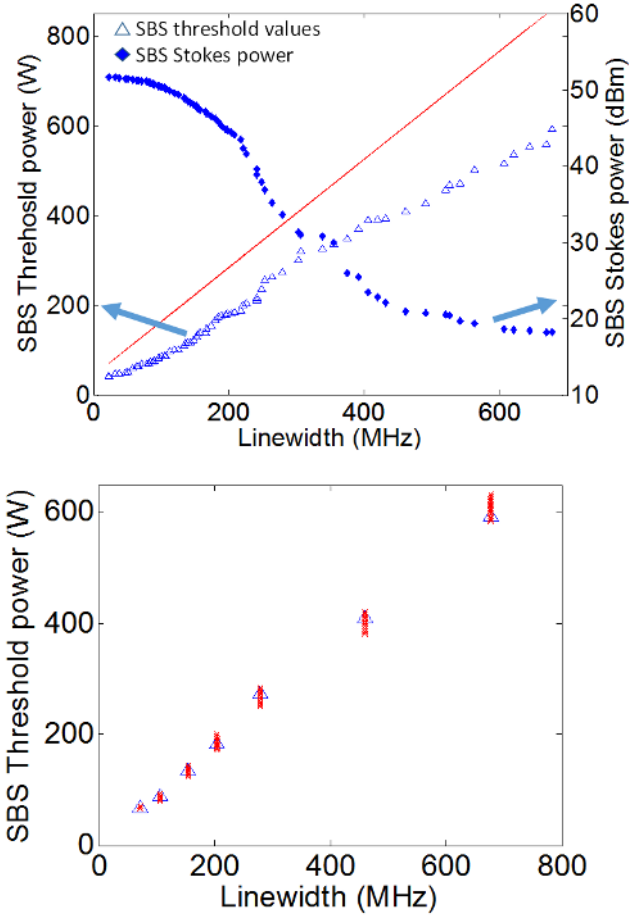 SBS threshold values
SBS Stokes power
SBS Threhosld power (W)
800
600
400
200
0
60
50
40
30
20
10
SBS Stokes power (dBm)
0 200 400 600
Linewidth (MHz)
SBS Threshold power (W)
600
400
200
0
0 200 400 600 800
Linewidth (MHz)